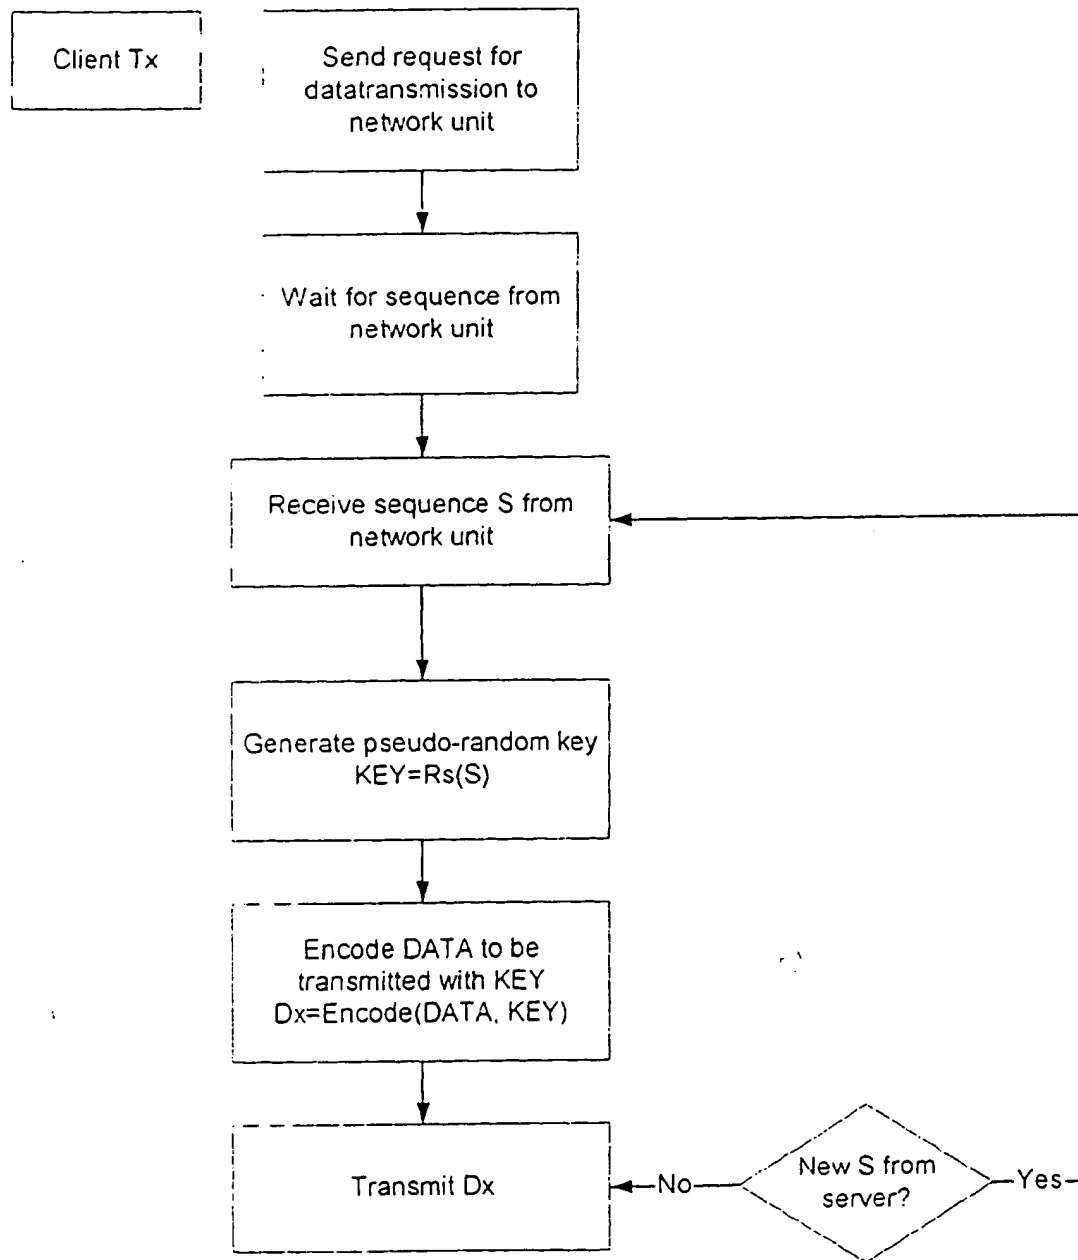 Client Tx
Send request for
datatransmission to
network unit
Wait for sequence from
network unit
Receive sequence S from
network unit
Generate pseudo-random key
KEY=Rs(S)
Encode DATA to be
transmitted with KEY
Dx=Encode(DATA, KEY)
Transmit Dx
No
New S from
server?
Yes